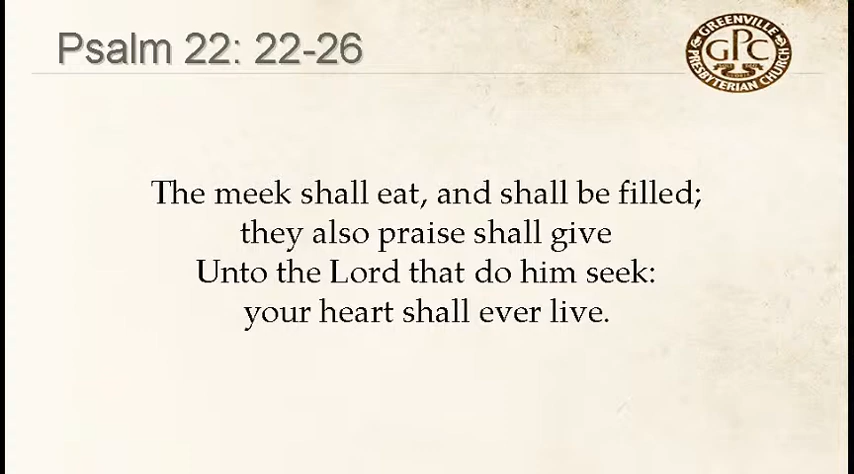 Psalm 22: 22-26
GREENVILLE
GPC
PRESBYTERIAN CHURCH
The meek shall eat, and shall be filled;
they also praise shall give
Unto the Lord that do him seek:
your heart shall ever live.